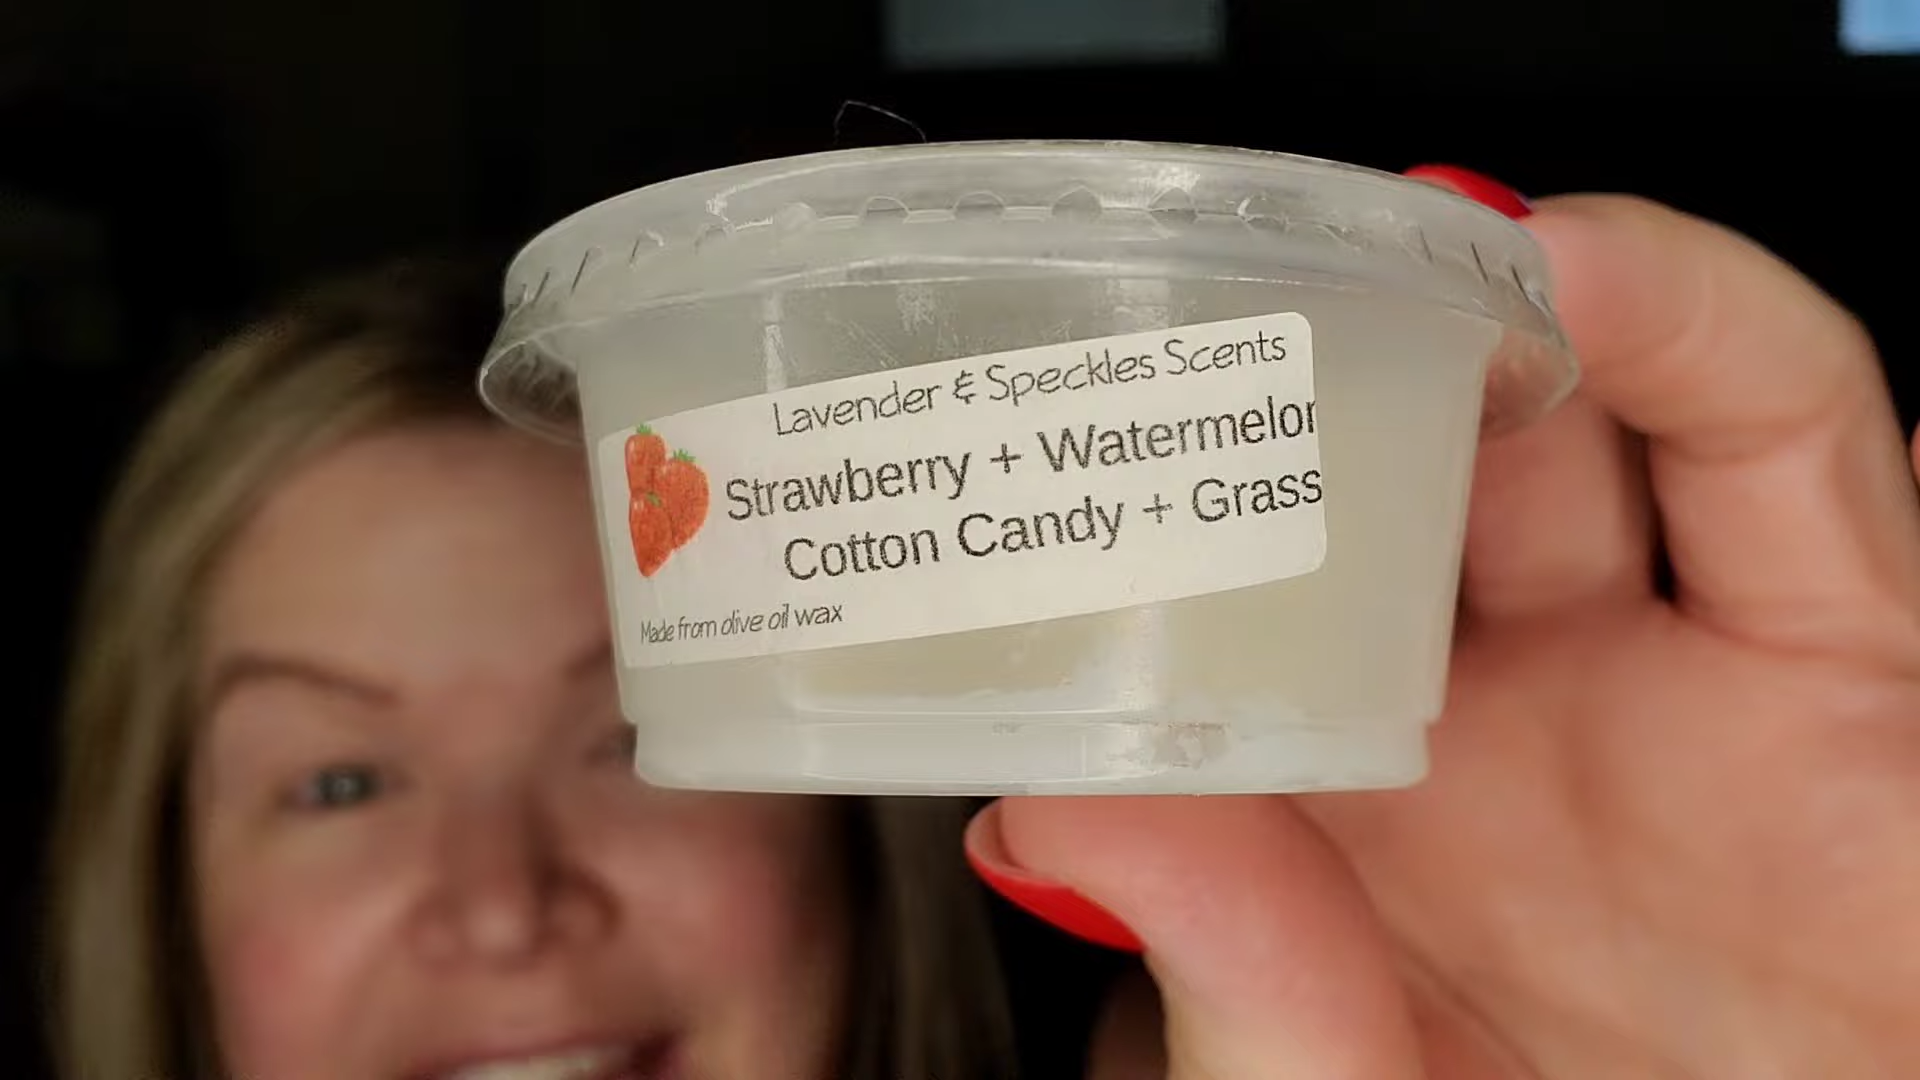 Lavender & Speckles Scents
Strawberry + Watermelon
Cotton Candy + Grass
Made from olive oil wax